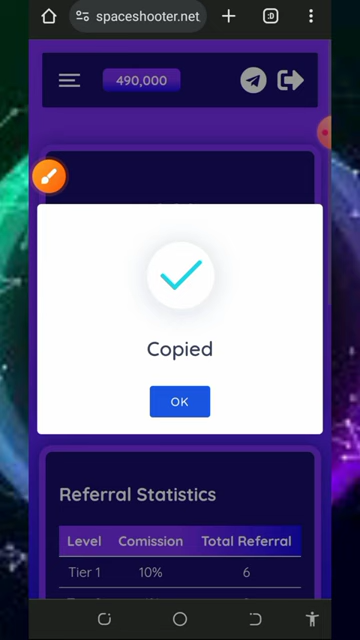 spaceshooter.net
:D
490,000
Copied
OK
Referral Statistics
Level Comission Total Referral
Tier 1 10% 6